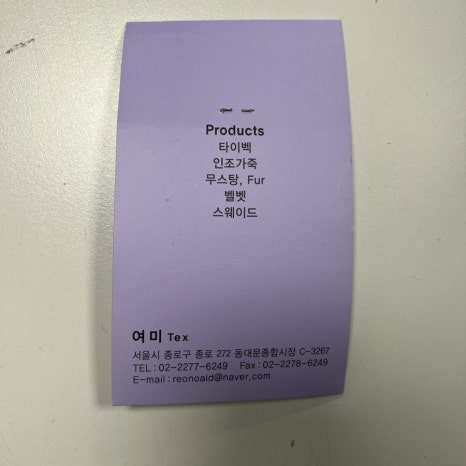 Products
타이벡
인조가죽
무스탕, Fur
벨벳
스웨이드
여미 Tex
서울시 종로구 종로 272 동대문종합시장 C-3267
TEL : 02-2277-6249 Fax : 02-2278-6249
E-mail : reonoald@naver.com